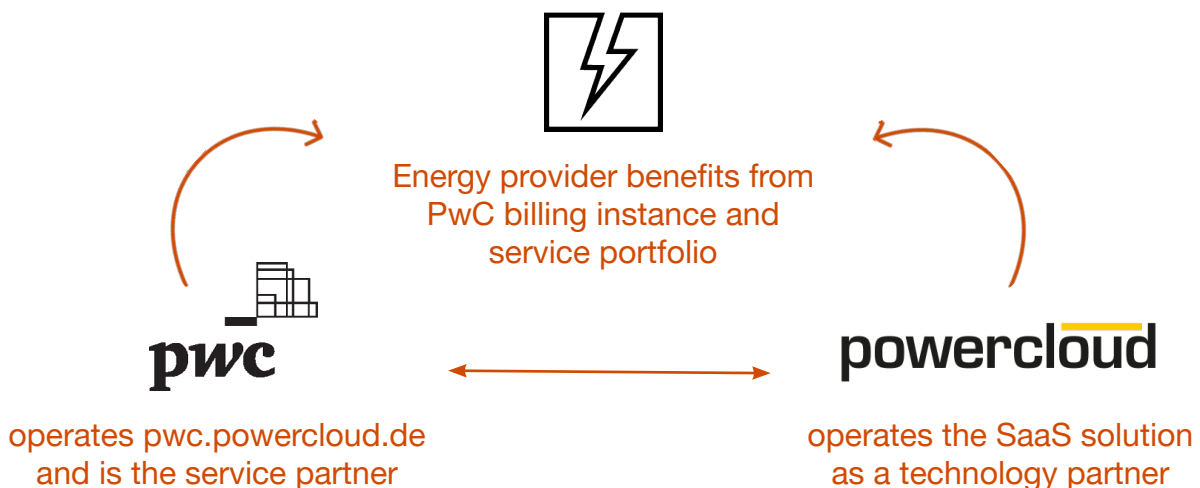 Energy provider benefits from
PwC billing instance and
service portfolio
pwc
powercloud
operates pwc.powercloud.de
and is the service partner
operates the SaaS solution
as a technology partner